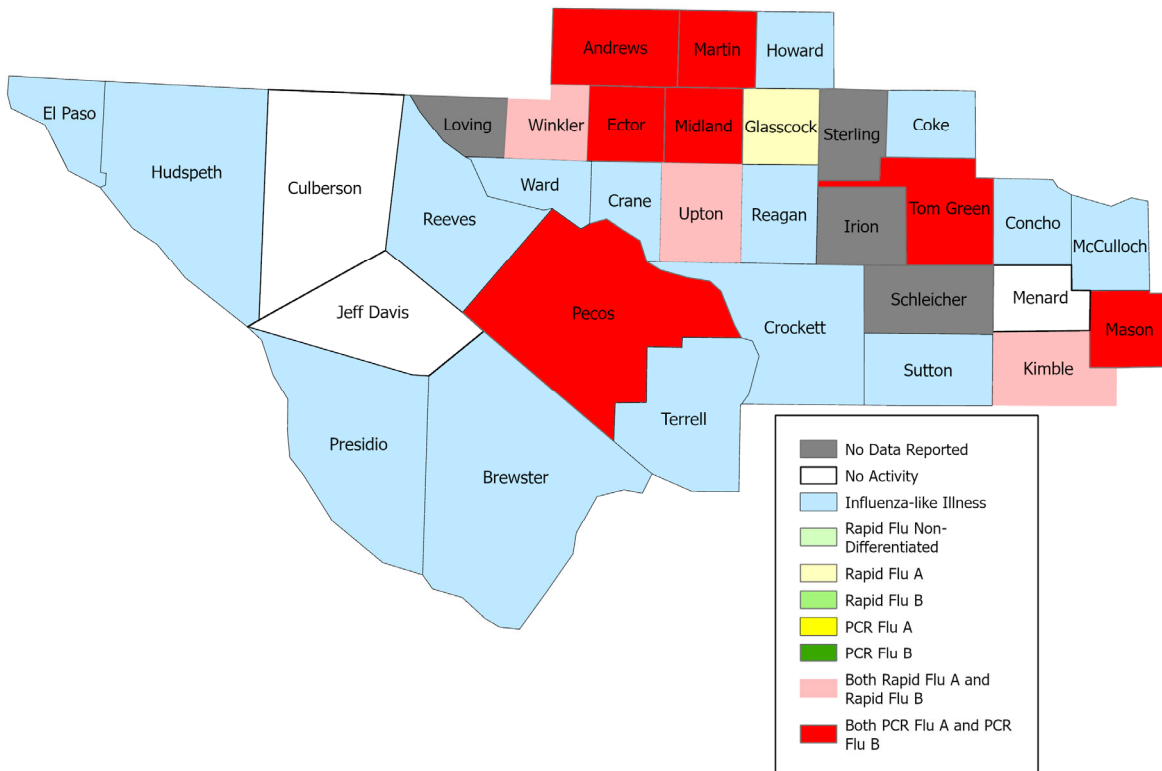 Andrews
Martin
Howard
El Paso
Hudspeth
Culberson
Loving
Winkler
Ector
Midland
Glasscock
Sterling
Coke
Reeves
Ward
Crane
Upton
Reagan
Irion
Tom Green
Concho
McCulloch
Jeff Davis
Pecos
Crockett
Schleicher
Menard
Mason
Sutton
Kimble
Presidio
Brewster
Terrell
No Data Reported
No Activity
Influenza-like Illness
Rapid Flu Non-
Differentiated
Rapid Flu A
Rapid Flu B
PCR Flu A
PCR Flu B
Both Rapid Flu A and
Rapid Flu B
Both PCR Flu A and PCR
Flu B